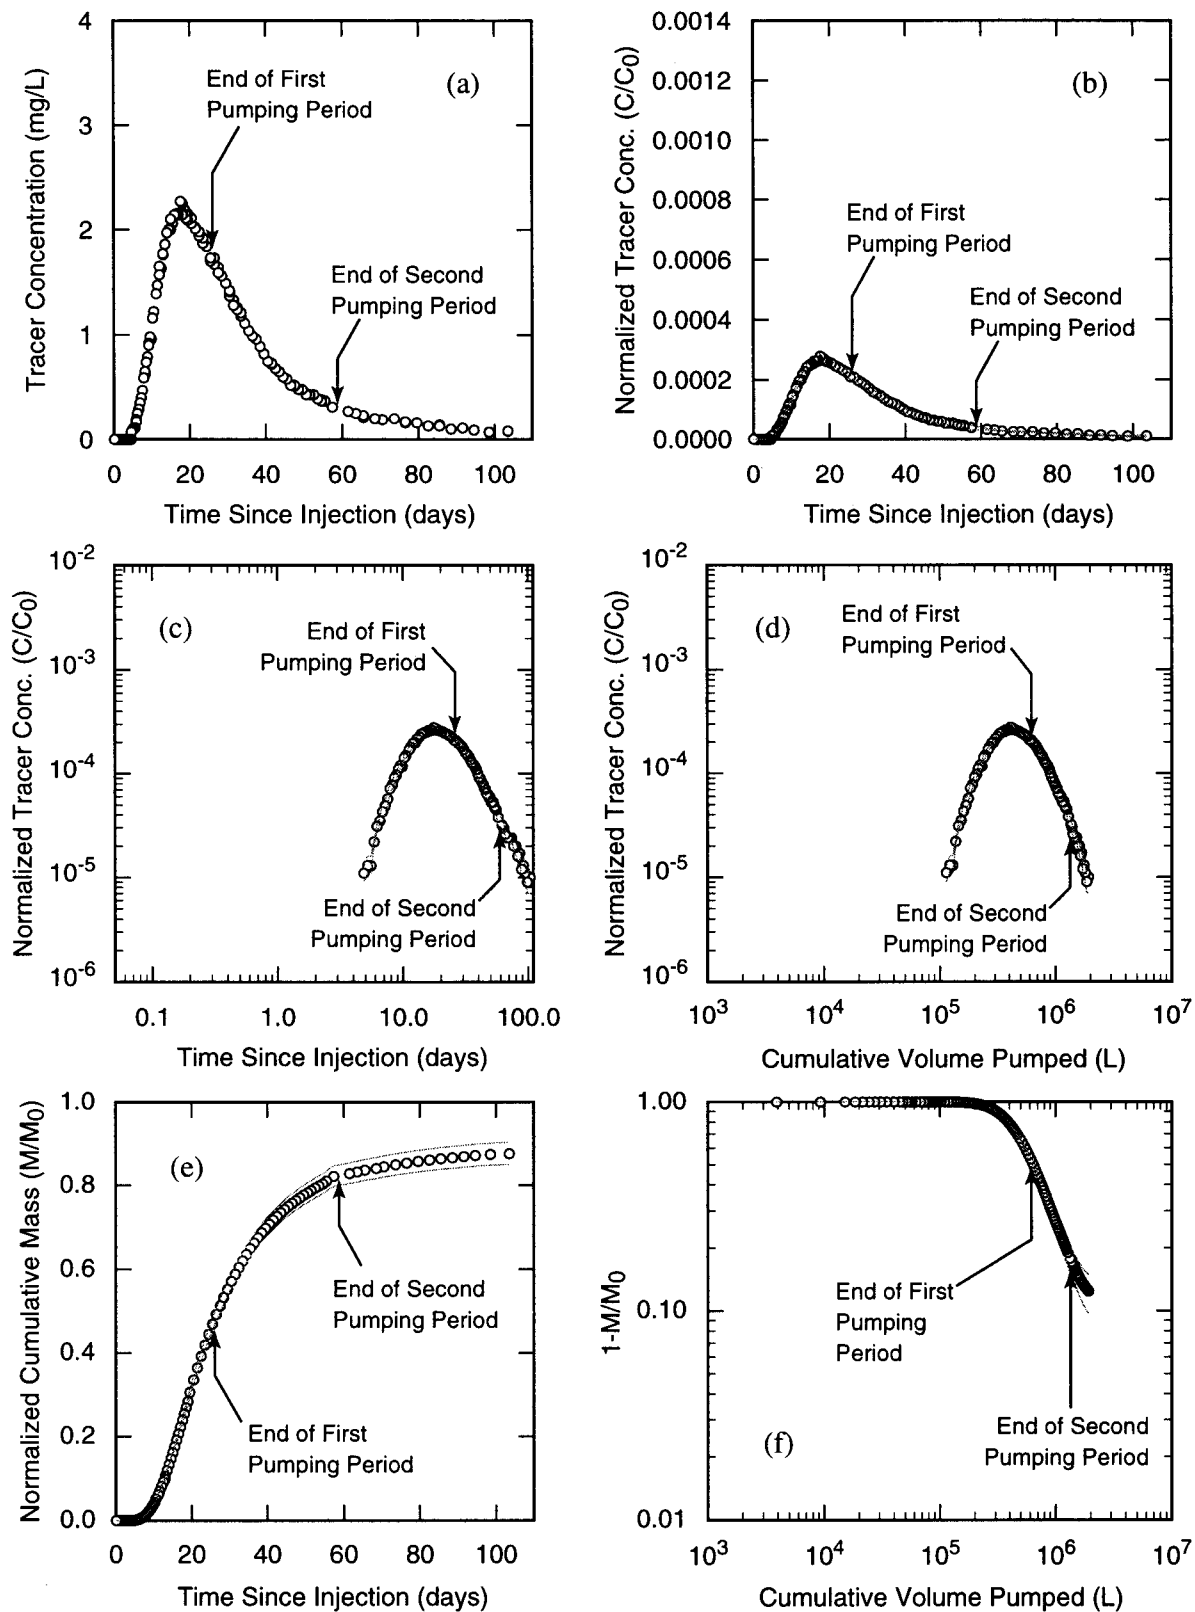 4
3
2
1
0
Tracer Concentration (mg/L)
(a)
End of First
Pumping Period
End of Second
Pumping Period
0 20 40 60 80 100
Time Since Injection (days)
0.0014
0.0012
0.0010
0.0008
0.0006
0.0004
0.0002
0.0000
Normalized Tracer Conc. (C/C0)
(b)
End of First
Pumping Period
End of Second
Pumping Period
0 20 40 60 80 100
Time Since Injection (days)
10-2
10-3
10-4
10-5
10-6
Normalized Tracer Conc. (C/C0)
(c)
End of First
Pumping Period
End of Second
Pumping Period
0.1 1.0 10.0 100.0
Time Since Injection (days)
10-2
10-3
10-4
10-5
10-6
Normalized Tracer Conc. (C/C0)
(d)
End of First
Pumping Period
End of Second
Pumping Period
103 104 105 106 107
Cumulative Volume Pumped (L)
1.0
0.8
0.6
0.4
0.2
0.0
Normalized Cumulative Mass (M/M0)
(e)
End of Second
Pumping Period
End of First
Pumping Period
0 20 40 60 80 100
Time Since Injection (days)
1.00
0.10
0.01
1-M/M0
End of First
Pumping
Period
(f)
End of Second
Pumping Period
103 104 105 106 107
Cumulative Volume Pumped (L)